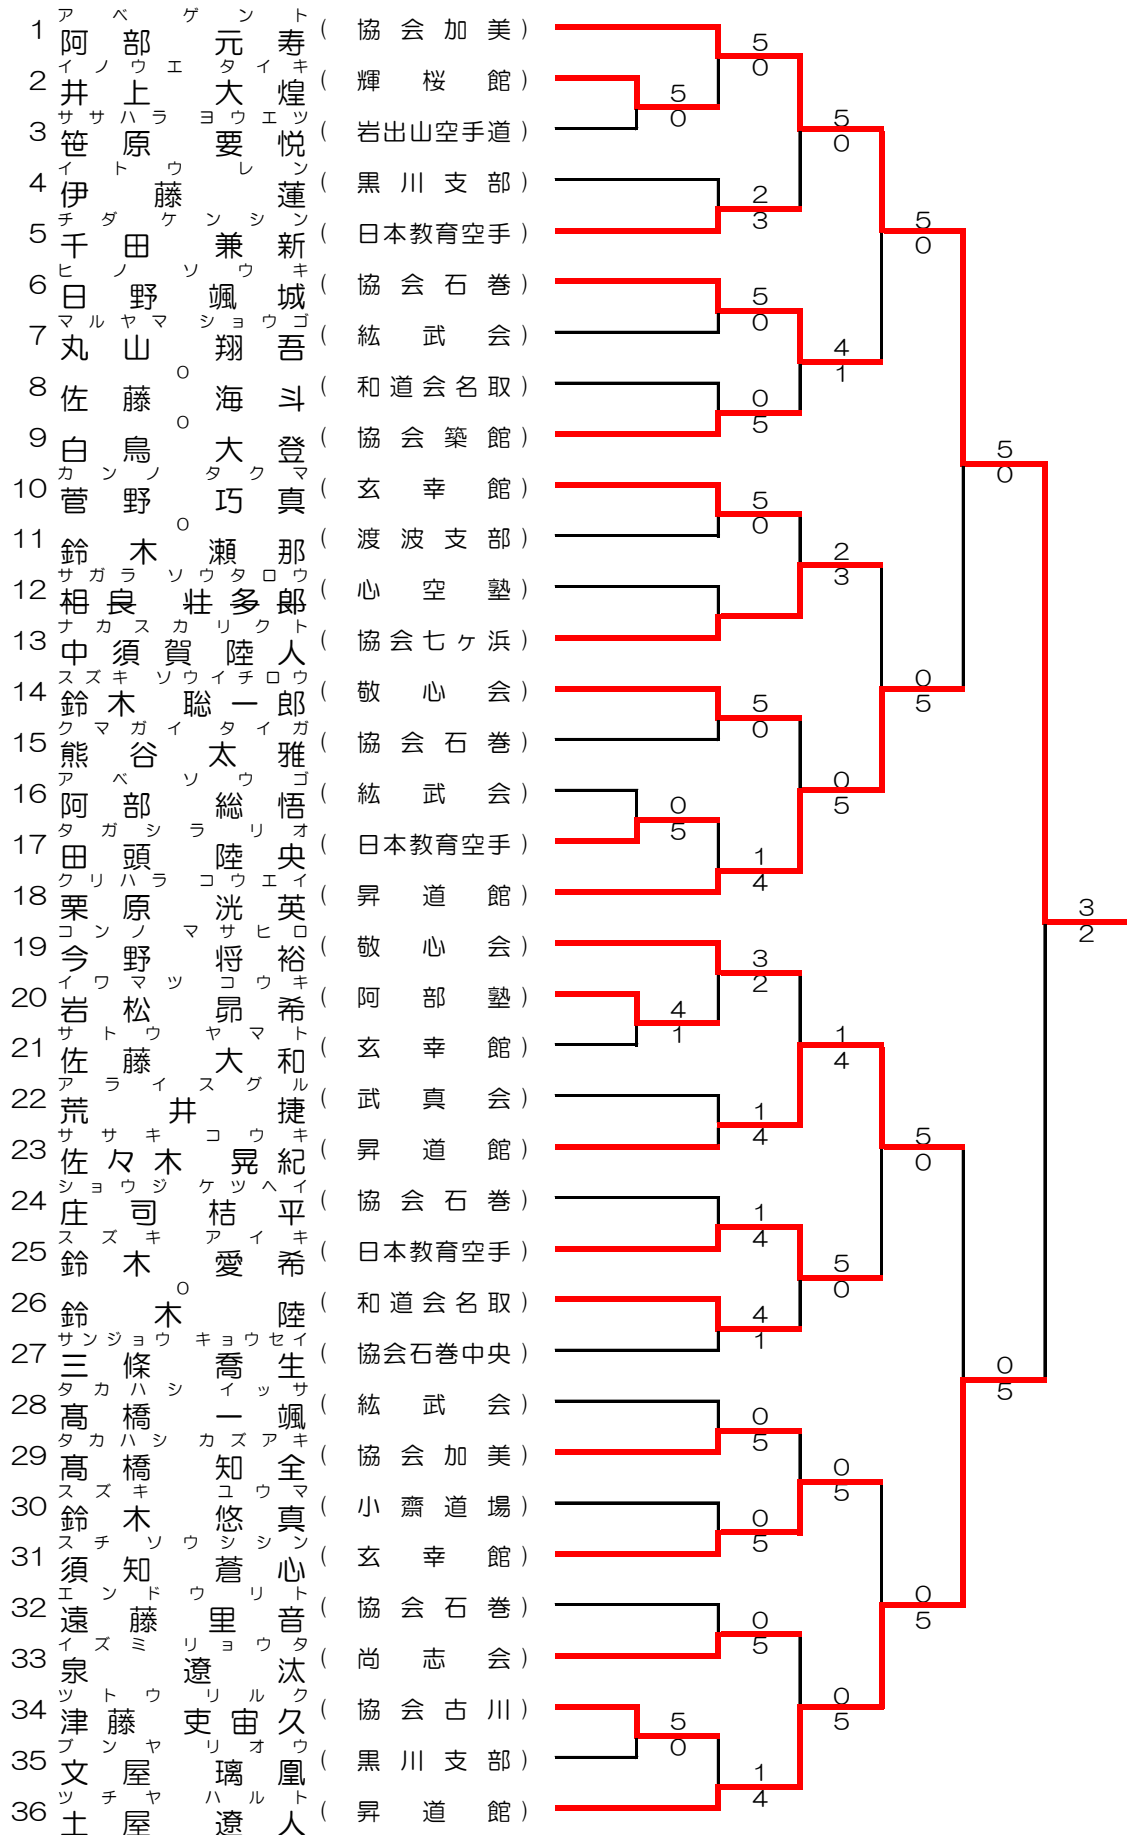 アベ ゲント
1 阿部 元寿 （ 協会加美 ）
イノウエ タイキ
2 井上 大煌 （ 輝桜館 ）
ササハラ ヨウエツ
3 笹原 要悦 （ 岩出山空手道 ）
イトウ レン
4 伊藤 蓮 （ 黒川支部 ）
チダ ケンシン
5 千田 兼新 （ 日本教育空手 ）
ヒノ ソウキ
6 日野 颯城 （ 協会石巻 ）
マルヤマ ショウゴ
7 丸山 翔吾 （ 紘武会 ）
0
8 佐藤 海斗 （ 和道会名取 ）
0
9 白鳥 大登 （ 協会築館 ）
カンノ タクマ
10 菅野 巧真 （ 玄幸館 ）
0
11 鈴木 瀬那 （ 渡波支部 ）
サガラ ソウタロウ
12 相良 壮多郎 （ 心空塾 ）
ナカスカ リクト
13 中須賀 陸人 （ 協会七ヶ浜 ）
スズキ ソウイチロウ
14 鈴木 聡一郎 （ 敬心会 ）
クマガイ タイガ
15 熊谷 太雅 （ 協会石巻 ）
アベ ソウゴ
16 阿部 総悟 （ 紘武会 ）
タガシラ リオ
17 田頭 陸央 （ 日本教育空手 ）
クリハラ コウエイ
18 栗原 洸英 （ 昇道館 ）
コンノ マサヒロ
19 今野 将裕 （ 敬心会 ）
イワマツ コウキ
20 岩松 昴希 （ 阿部塾 ）
サトウ ヤマト
21 佐藤 大和 （ 玄幸館 ）
アライ スグル
22 荒井 捷 （ 武真会 ）
ササキ コウキ
23 佐々木 晃紀 （ 昇道館 ）
ショウジ ケツヘイ
24 庄司 桔平 （ 協会石巻 ）
スズキ アイキ
25 鈴木 愛希 （ 日本教育空手 ）
0
26 鈴木 陸 （ 和道会名取 ）
サンジョウ キョウセイ
27 三條 喬生 （ 協会石巻中央 ）
タカハシ イッサ
28 髙橋 一颯 （ 紘武会 ）
タカハシ カズアキ
29 髙橋 知全 （ 協会加美 ）
スズキ ユウマ
30 鈴木 悠真 （ 小齋道場 ）
スチ ソウシシン
31 須知 蒼心 （ 玄幸館 ）
エンドウ リト
32 遠藤 里音 （ 協会石巻 ）
イズミ リョウタ
33 泉 遼汰 （ 尚志会 ）
ツトウ リルク
34 津藤 吏宙久 （ 協会古川 ）
ブンヤ リオウ
35 文屋 璃凰 （ 黒川支部 ）
ツチヤ ハルト
36 土屋 遼人 （ 昇道館 ）
5
0
0
5
4
1
5
0
5
0
2
3
5
0
0
5
5
0
5
0
1
4
3
2
1
4
1
4
4
1
0
5
0
5
0
5
1
4
5
0
4
1
2
3
0
5
1
4
5
0
0
5
0
5
5
0
0
5
5
0
0
5
5
0
0
5
3
2